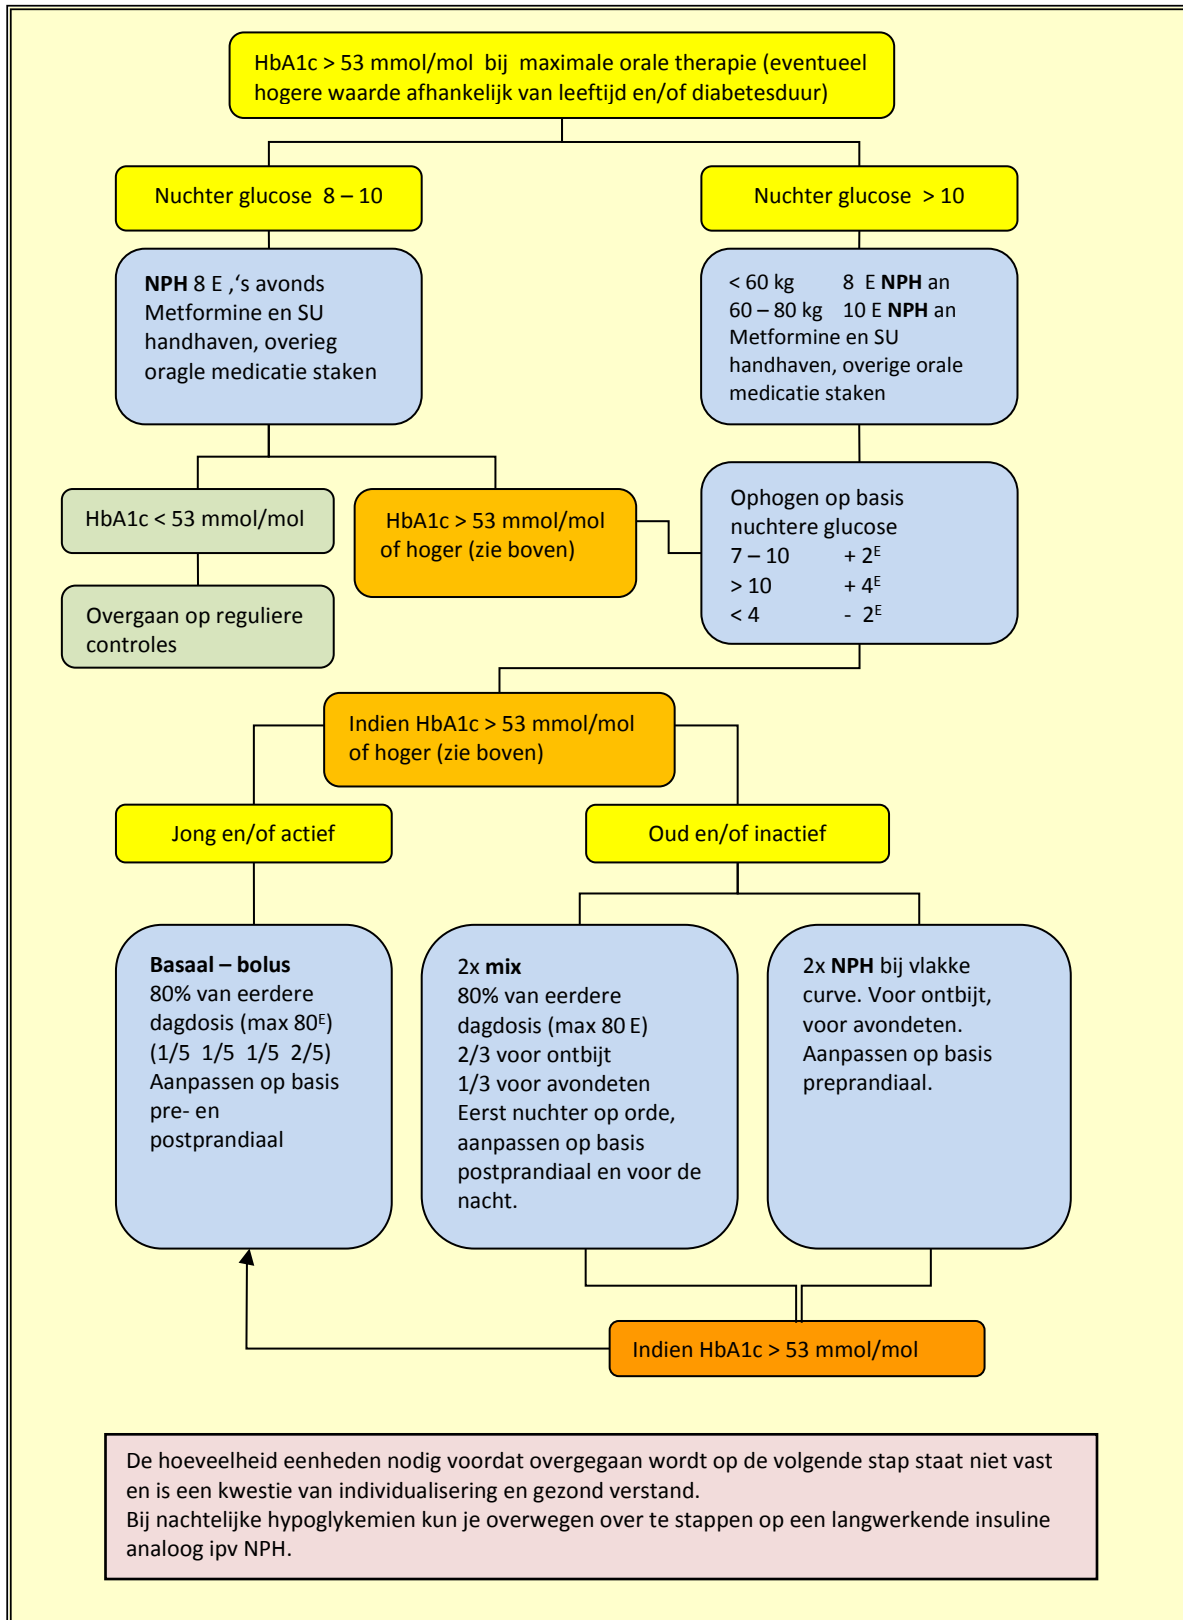 HbA1c > 53 mmol/mol  bij  maximale orale therapie (eventueel
hogere waarde afhankelijk van leeftijd en/of diabetesduur)
Nuchter glucose  8 – 10
Nuchter glucose  > 10
NPH 8 E ,‘s avonds
Metformine en SU
handhaven, overieg
oragle medicatie staken
< 60 kg 8  E NPH an
60 – 80 kg 10 E NPH an
Metformine en SU
handhaven, overige orale
medicatie staken
HbA1c < 53 mmol/mol
HbA1c > 53 mmol/mol
of hoger (zie boven)
Ophogen op basis
nuchtere glucose
7 – 10 + 2ᴱ
> 10 + 4ᴱ
< 4 -  2ᴱ
Overgaan op reguliere
controles
Indien HbA1c > 53 mmol/mol
of hoger (zie boven)
Jong en/of actief
Oud en/of inactief
Basaal – bolus
80% van eerdere
dagdosis (max 80ᴱ)
(1/5  1/5  1/5  2/5)
Aanpassen op basis
pre- en
postprandiaal
2x mix
80% van eerdere
dagdosis (max 80 E)
2/3 voor ontbijt
1/3 voor avondeten
Eerst nuchter op orde,
aanpassen op basis
postprandiaal en voor de
nacht.
2x NPH bij vlakke
curve. Voor ontbijt,
voor avondeten.
Aanpassen op basis
preprandiaal.
Indien HbA1c > 53 mmol/mol
De hoeveelheid eenheden nodig voordat overgegaan wordt op de volgende stap staat niet vast
en is een kwestie van individualisering en gezond verstand.
Bij nachtelijke hypoglykemien kun je overwegen over te stappen op een langwerkende insuline
analoog ipv NPH.